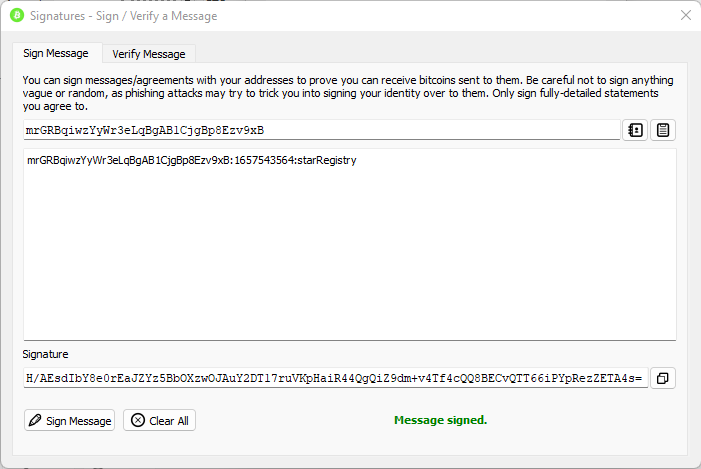 Signatures - Sign / Verify a Message
Sign Message
Verify Message
You can sign messages/agreements with your addresses to prove you can receive bitcoins sent to them. Be careful not to sign anything
vague or random, as phishing attacks may try to trick you into signing your identity over to them. Only sign fully-detailed statements
you agree to.
mrGRBqiwzYyWr3eLqBgAB1CjgBp8Ezv9xB
mrGRBqiwzYyWr3eLqBgAB1CjgBp8Ezv9xB:1657543564:starRegistry
Signature
H/AEsdIbY8e0rEaJZYz5BbOXzwOJAuY2DT17ruVKpHaiR44QgQiZ9dm+v4Tf4cQQ8BECvQTT66iPYpRezZETA4s=
Sign Message
Clear All
Message signed.